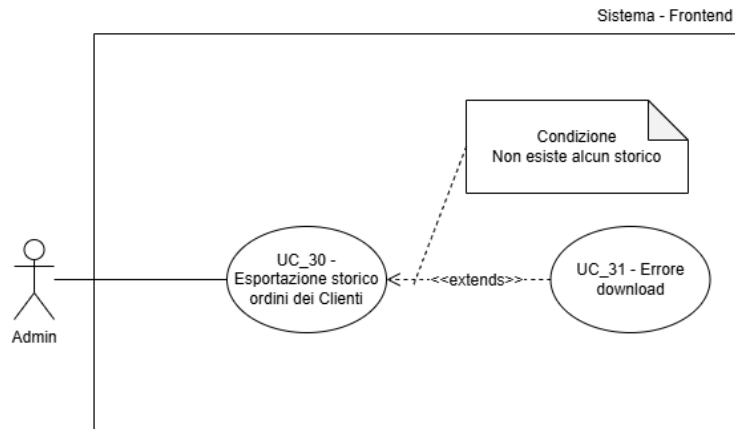 Sistema - Frontend
Condizione
Non esiste alcun storico
UC_30 -
Esportazione storico
ordini dei Clienti
<<extends>>
UC_31 - Errore
download
Admin